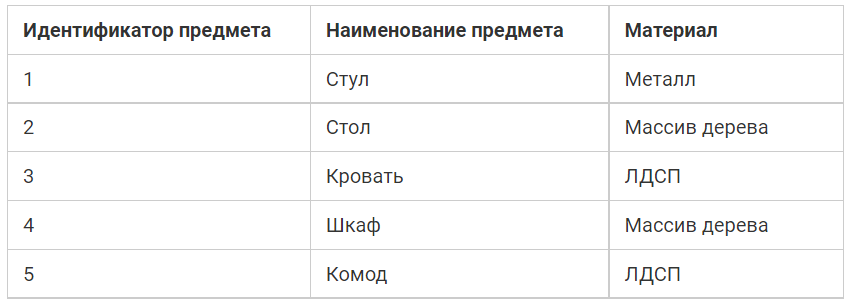 Идентификатор предмета Наименование предмета Материал
1 Стул Металл
2 Стол Массив дерева
3 Кровать ЛДСП
4 Шкаф Массив дерева
5 Комод ЛДСП